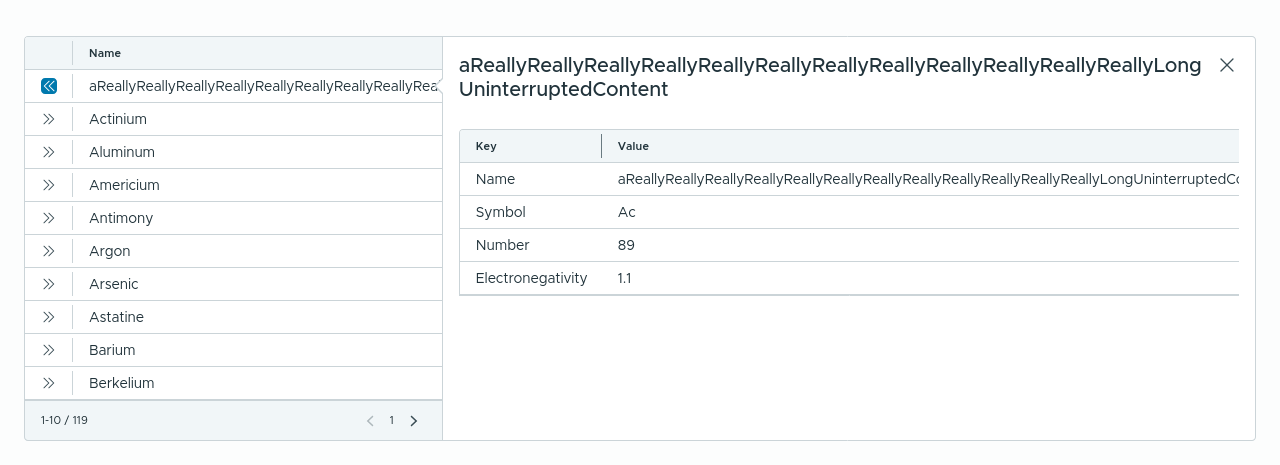 Name
aReallyReallyReallyReallyReallyReallyReallyReallyRea
Actinium
Aluminum
Americium
Antimony
Argon
Arsenic
Astatine
Barium
Berkelium
1-10 / 119
1
aReallyReallyReallyReallyReallyReallyReallyReallyReallyReallyReallyReallyLong
UninterruptedContent
Key Value
Name aReallyReallyReallyReallyReallyReallyReallyReallyReallyReallyReallyReallyLongUninterruptedCo
Symbol Ac
Number 89
Electronegativity 1.1